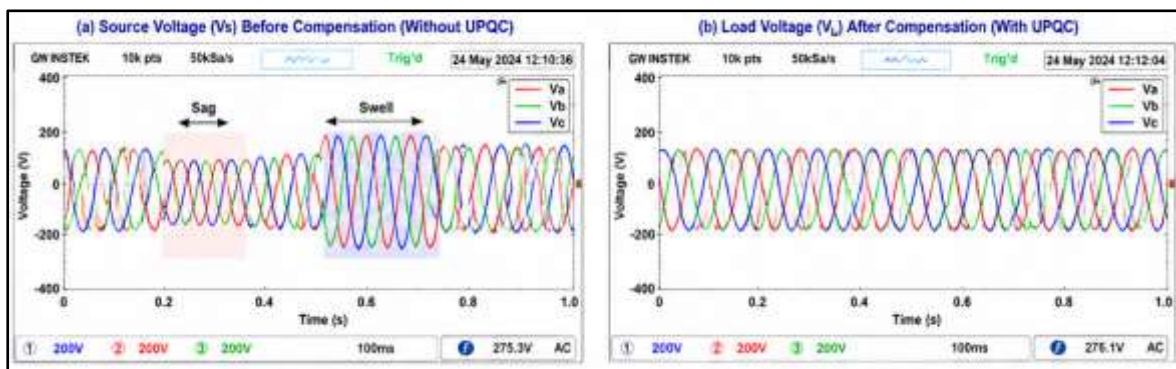 (a) Source Voltage (Vs) Before Compensation (Without UPQC)
GW INSTEK 10k pts 50kSa/s Trig'd 24 May 2024 12:10:36
400
200
0
-200
-400
Voltage (V)
Sag
Swell
Va
Vb
Vc
0 0.2 0.4 0.6 0.8 1.0
Time (s)
1 200V 2 200V 3 200V 100ms 275.3V AC
(b) Load Voltage (VL) After Compensation (With UPQC)
GW INSTEK 10k pts 50kSa/s Trig'd 24 May 2024 12:12:04
400
200
0
-200
-400
Voltage (V)
Va
Vb
Vc
0 0.2 0.4 0.6 0.8 1.0
Time (s)
1 200V 2 200V 3 200V 100ms 276.1V AC